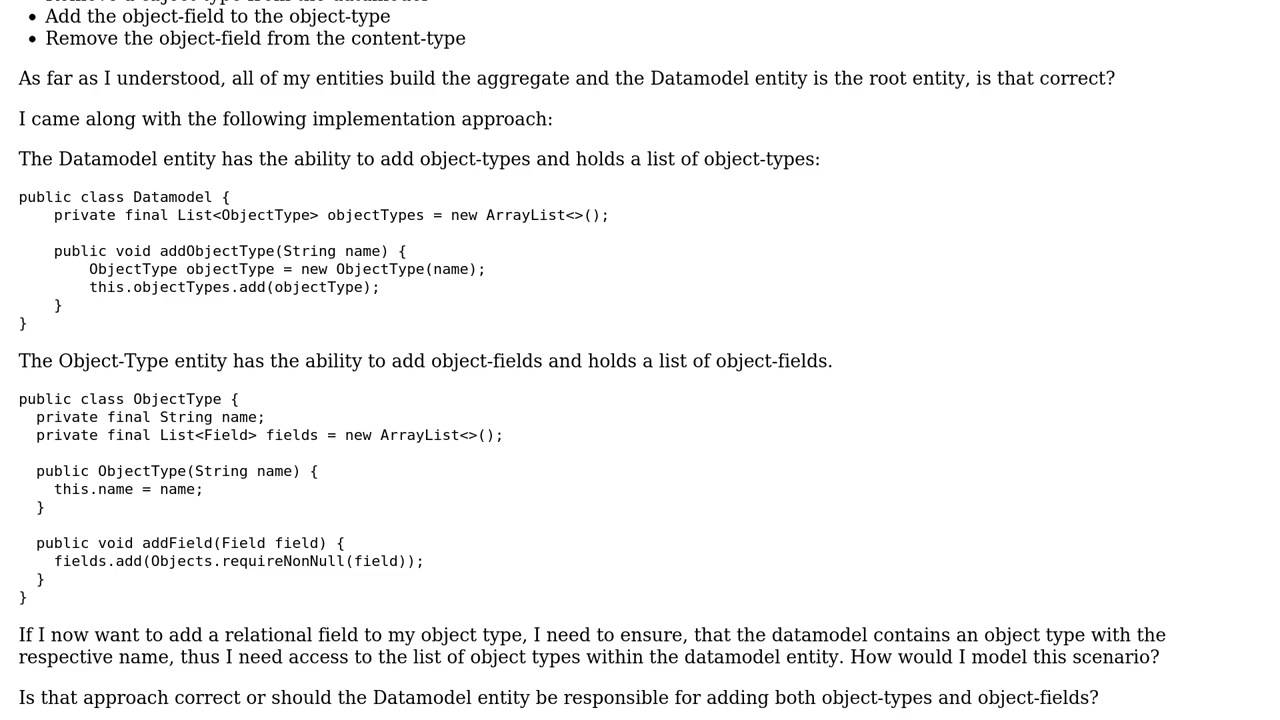 • Add the object-field to the object-type
• Remove the object-field from the content-type
As far as I understood, all of my entities build the aggregate and the Datamodel entity is the root entity, is that correct?
I came along with the following implementation approach:
The Datamodel entity has the ability to add object-types and holds a list of object-types:
public class Datamodel {
    private final List<ObjectType> objectTypes = new ArrayList<>();

    public void addObjectType(String name) {
        ObjectType objectType = new ObjectType(name);
        this.objectTypes.add(objectType);
    }
}
The Object-Type entity has the ability to add object-fields and holds a list of object-fields.
public class ObjectType {
  private final String name;
  private final List<Field> fields = new ArrayList<>();

  public ObjectType(String name) {
    this.name = name;
  }

  public void addField(Field field) {
    fields.add(Objects.requireNonNull(field));
  }
}
If I now want to add a relational field to my object type, I need to ensure, that the datamodel contains an object type with the
respective name, thus I need access to the list of object types within the datamodel entity. How would I model this scenario?
Is that approach correct or should the Datamodel entity be responsible for adding both object-types and object-fields?